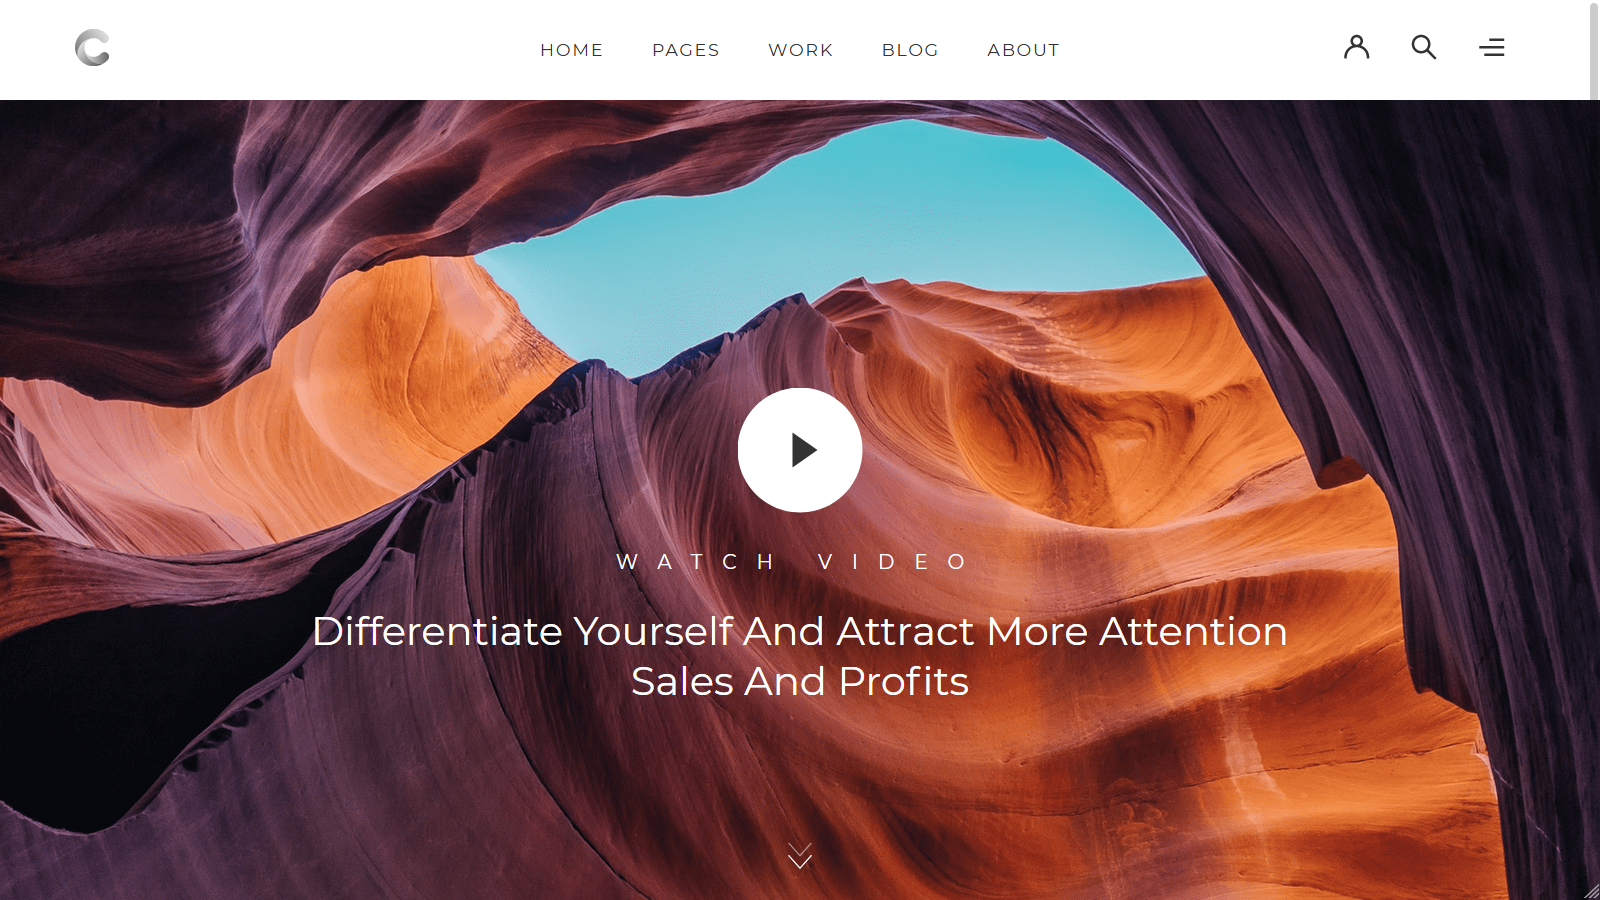 HOME PAGES WORK BLOG ABOUT
WATCH VIDEO
Differentiate Yourself And Attract More Attention
Sales And Profits